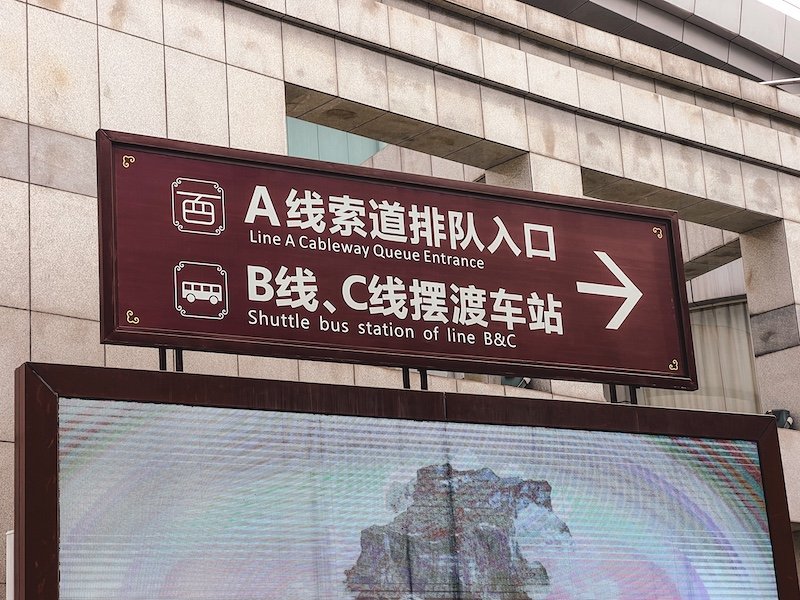 A线索道排队入口
Line A Cableway Queue Entrance
B线、C线摆渡车站
Shuttle bus station of line B&C